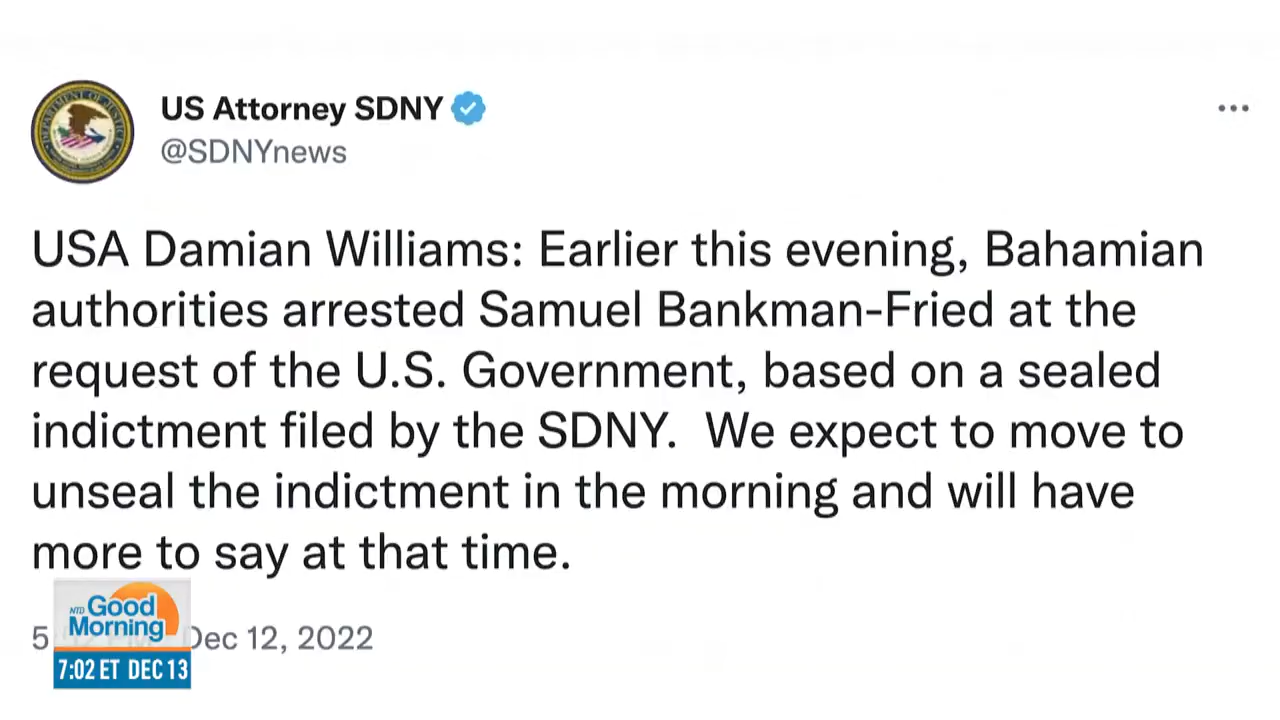 US Attorney SDNY
@SDNYnews
USA Damian Williams: Earlier this evening, Bahamian
authorities arrested Samuel Bankman-Fried at the
request of the U.S. Government, based on a sealed
indictment filed by the SDNY.  We expect to move to
unseal the indictment in the morning and will have
more to say at that time.
5 Dec 12, 2022
NTD Good
Morning
7:02 ET DEC 13